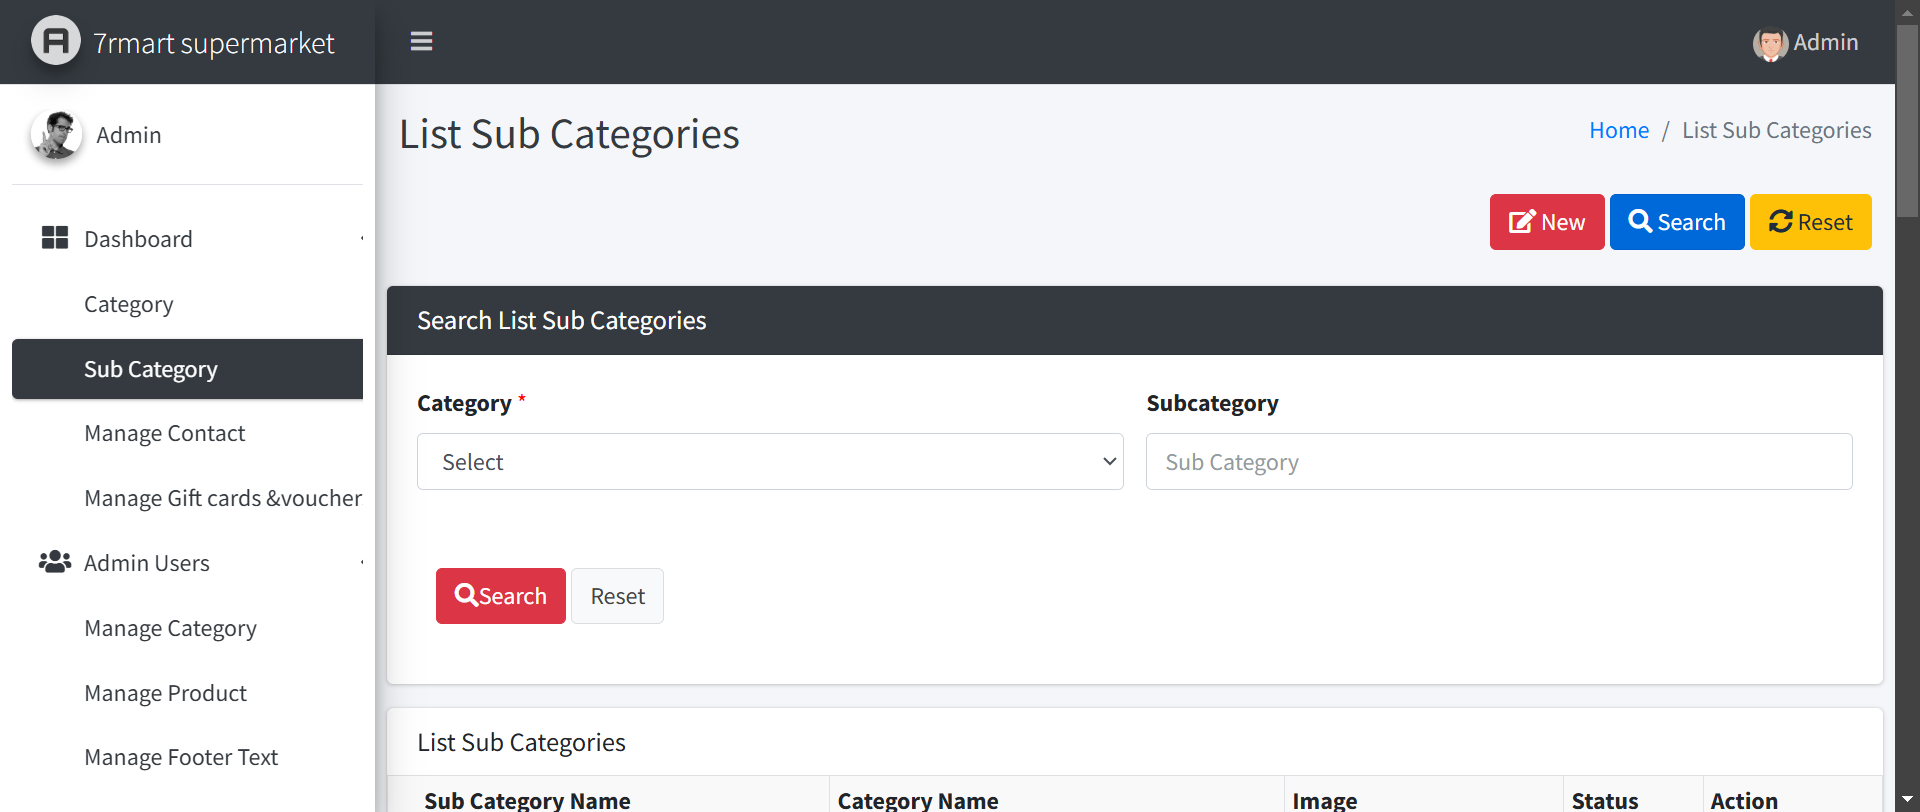 7rmart supermarket
Admin
Admin
List Sub Categories
Home / List Sub Categories
New
Search
Reset
Dashboard
Category
Sub Category
Manage Contact
Manage Gift cards &voucher
Admin Users
Manage Category
Manage Product
Manage Footer Text
Search List Sub Categories
Category *
Subcategory
Select
Sub Category
Search
Reset
List Sub Categories
Sub Category Name
Category Name
Image
Status
Action